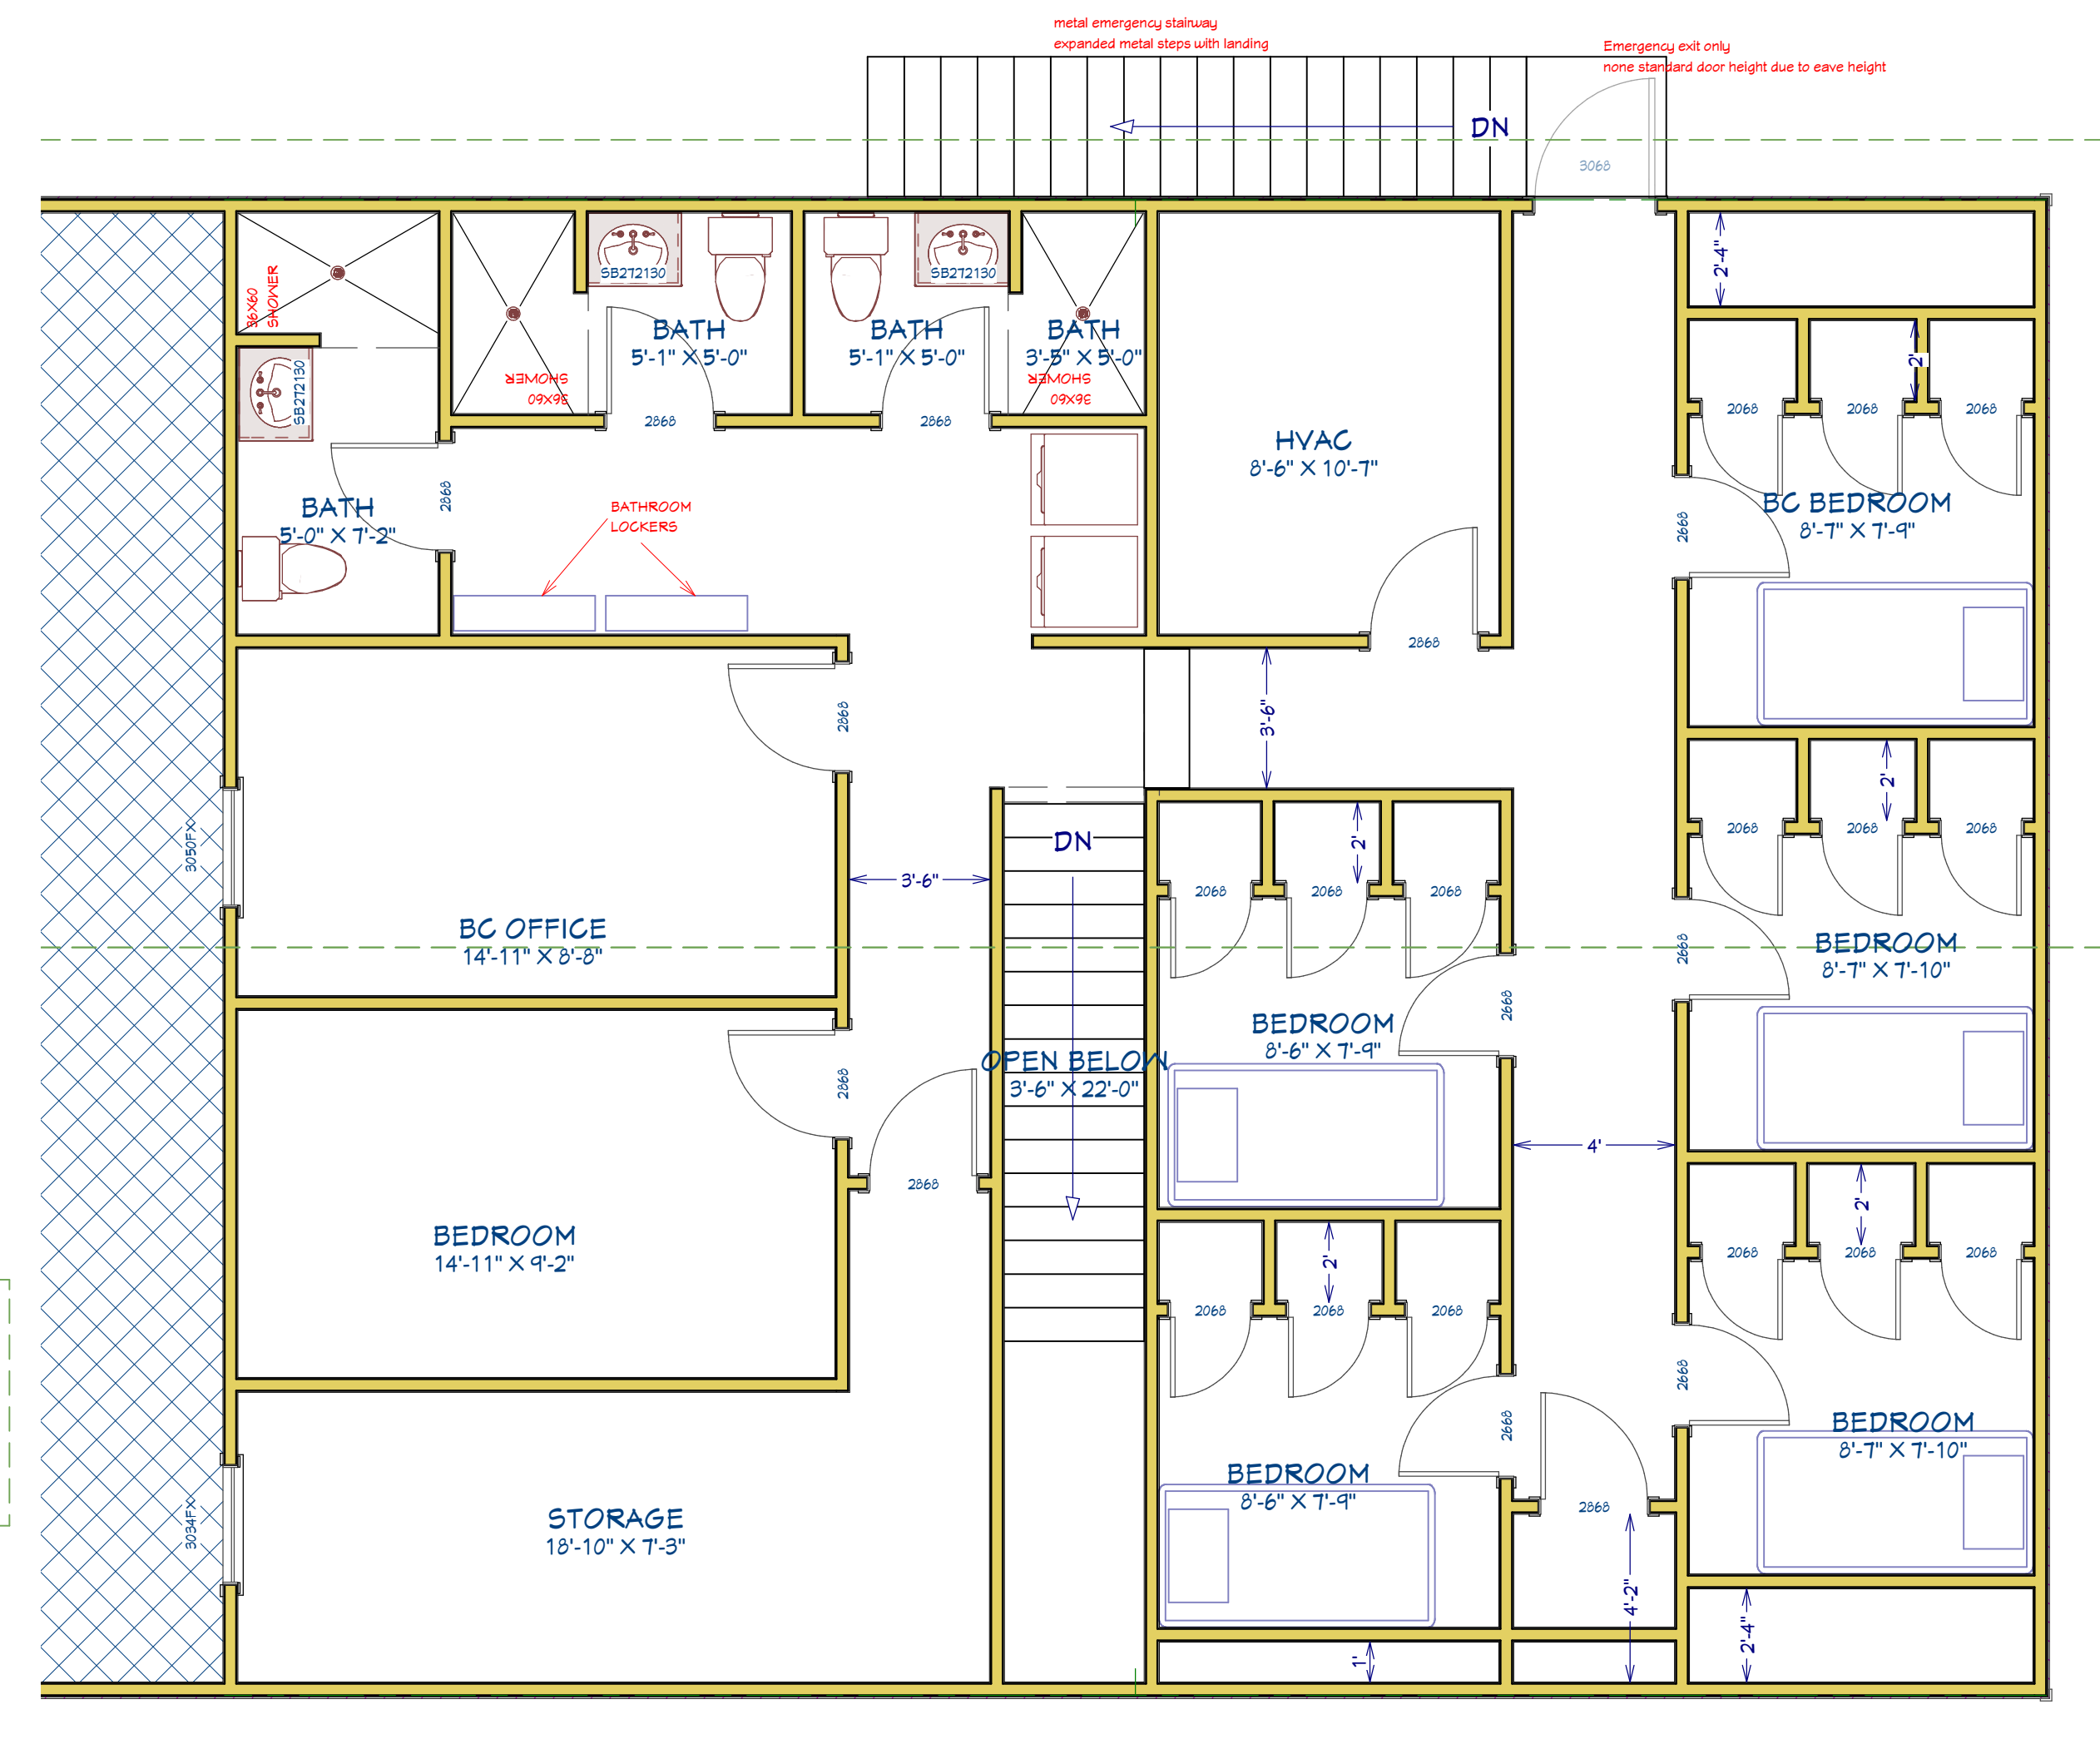 metal emergency stairway
expanded metal steps with landing
Emergency exit only
none standard door height due to eave height
DN
3068
36X60
SHOWER
SB272130
SB272130
SB272130
BATH
5'-1" X 5'-0"
BATH
5'-1" X 5'-0"
BATH
3'-5" X 5'-0"
36X60
SHOWER
36X60
SHOWER
2868
2868
2868
BATH
5'-0" X 7'-2"
BATHROOM
LOCKERS
HVAC
8'-6" X 10'-7"
2868
2'-4"
2'
2068
2068
2068
BC BEDROOM
8'-7" X 7'-9"
2668
3'-6"
2868
3050FX
BC OFFICE
14'-11" X 8'-8"
3'-6"
DN
2'
2068
2068
2068
2'
2068
2068
2068
2668
BEDROOM
8'-7" X 7'-10"
2668
BEDROOM
8'-6" X 7'-9"
OPEN BELOW
3'-6" X 22'-0"
2868
2868
4'
BEDROOM
14'-11" X 9'-2"
2'
2068
2068
2068
2'
2068
2068
2068
2668
2668
BEDROOM
8'-7" X 7'-10"
BEDROOM
8'-6" X 7'-9"
2868
3034FX
STORAGE
18'-10" X 7'-3"
4'-2"
1'
2'-4"